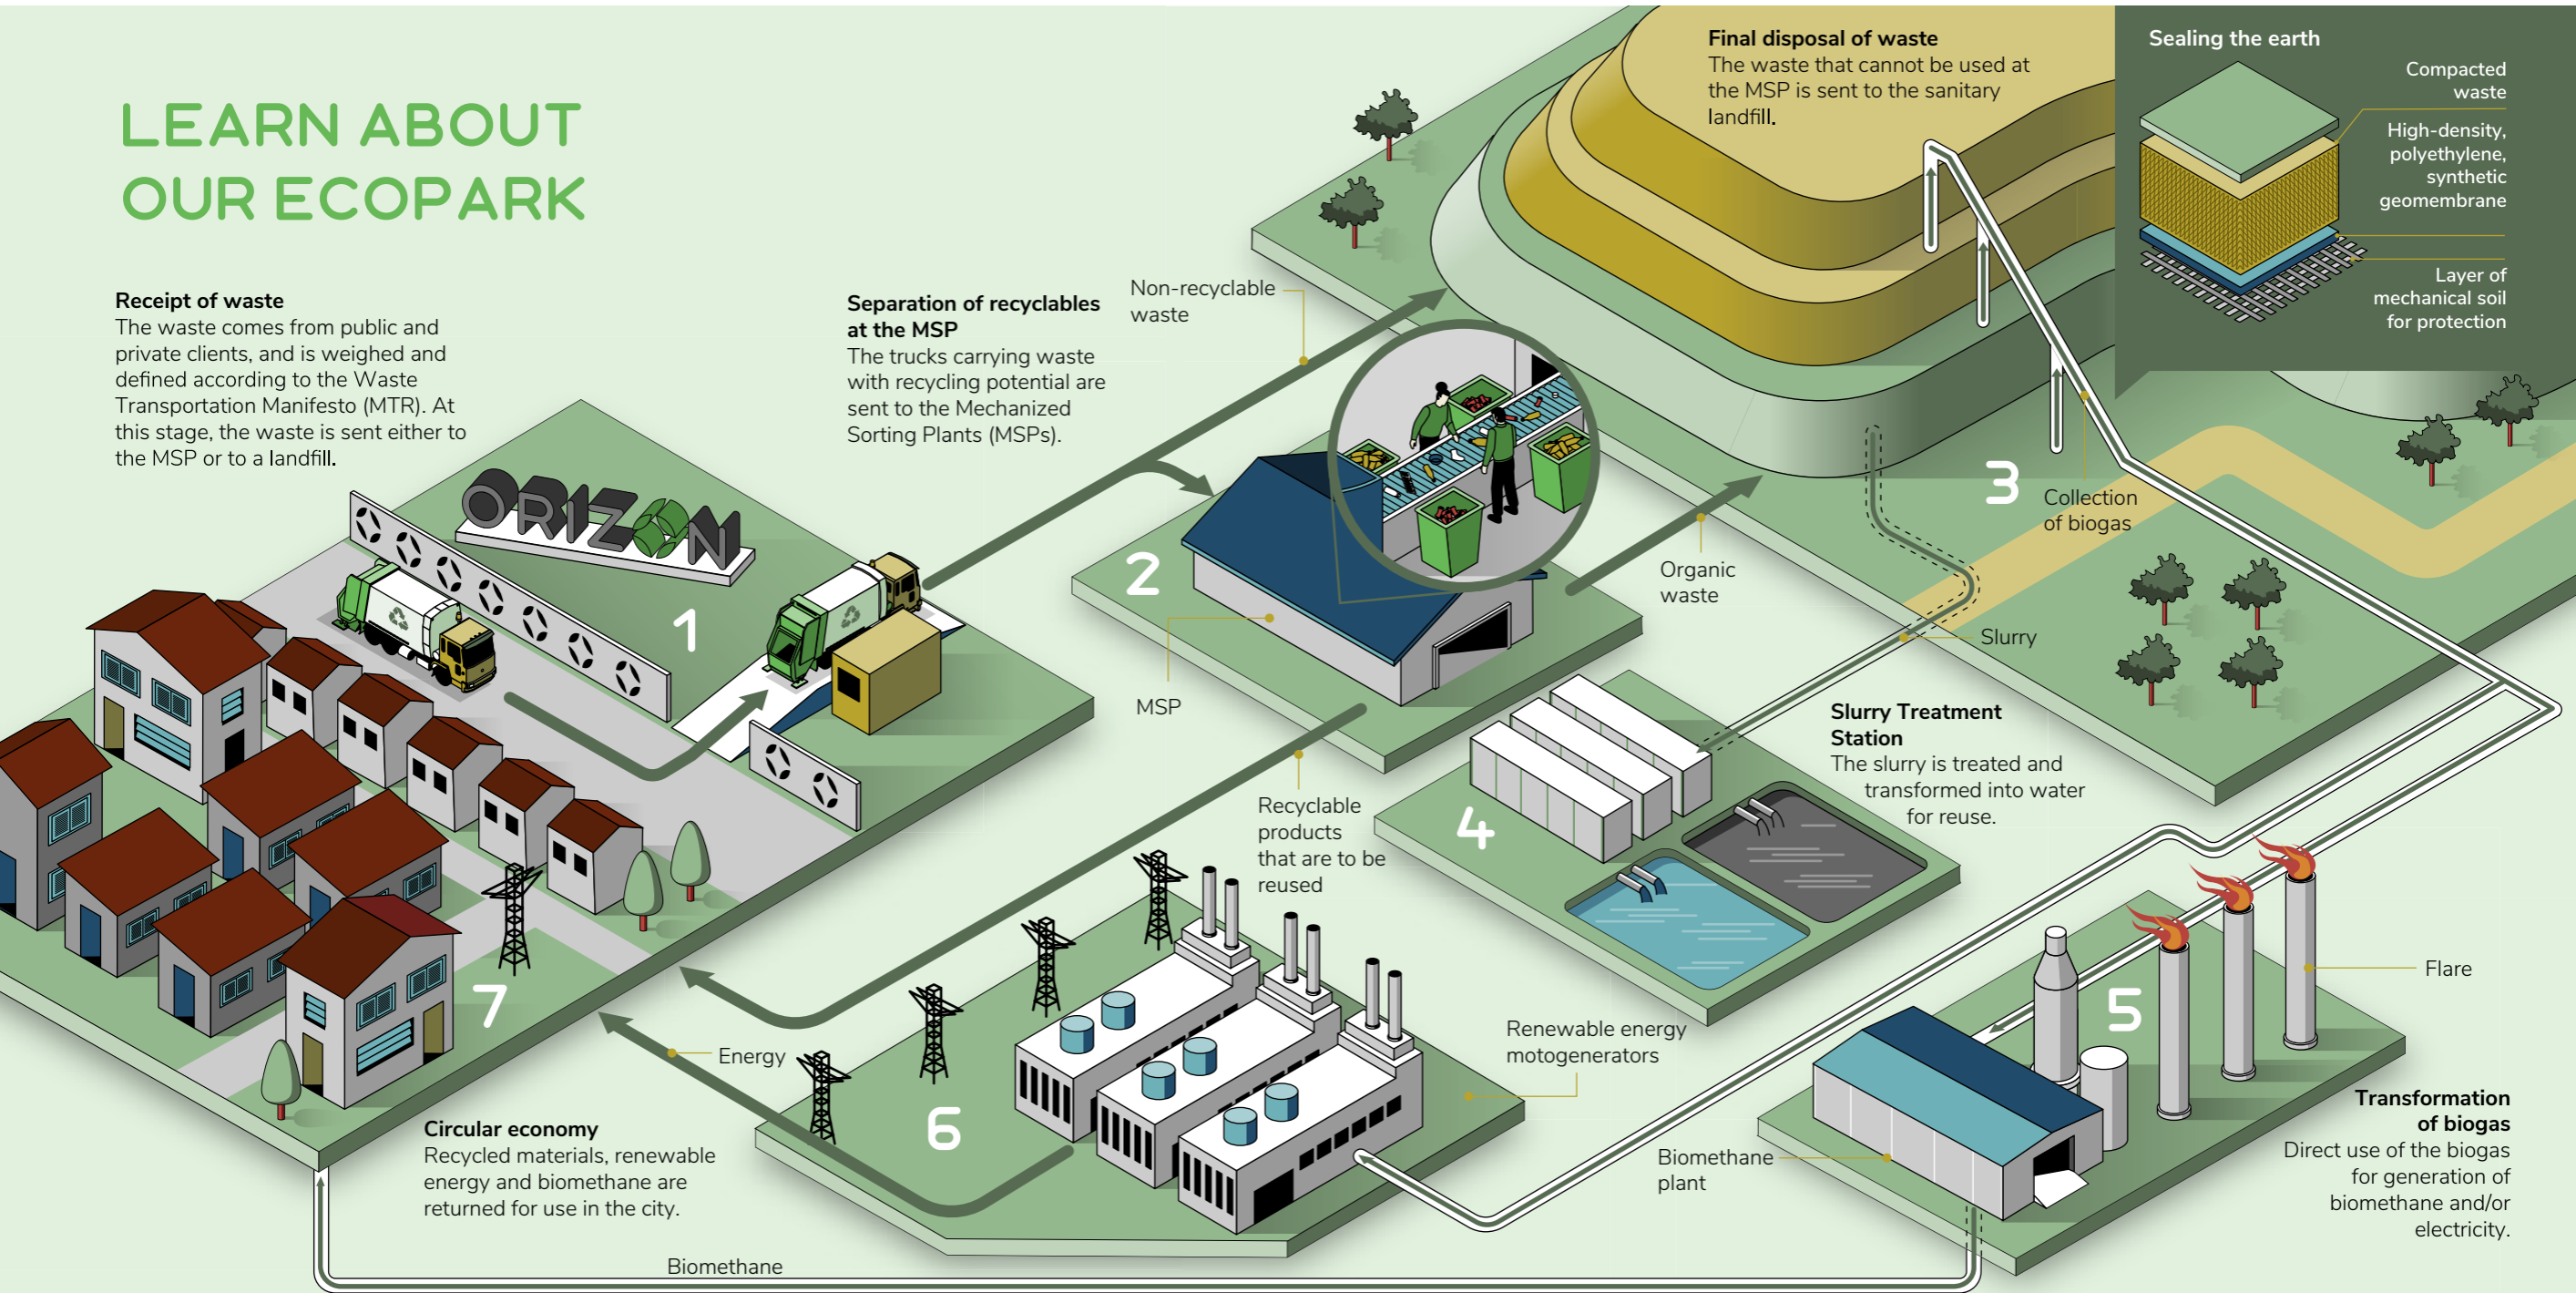 LEARN ABOUT
OUR ECOPARK
Receipt of waste
The waste comes from public and
private clients, and is weighed and
defined according to the Waste
Transportation Manifesto (MTR). At
this stage, the waste is sent either to
the MSP or to a landfill.
ORIZON
1
Separation of recyclables
at the MSP
The trucks carrying waste
with recycling potential are
sent to the Mechanized
Sorting Plants (MSPs).
Non-recyclable
waste
2
MSP
Organic
waste
Recyclable
products
that are to be
reused
Final disposal of waste
The waste that cannot be used at
the MSP is sent to the sanitary
landfill.
Sealing the earth
Compacted
waste
High-density,
polyethylene,
synthetic
geomembrane
Layer of
mechanical soil
for protection
3
Collection
of biogas
Slurry
Slurry Treatment
Station
The slurry is treated and
transformed into water
for reuse.
4
5
Flare
Transformation
of biogas
Direct use of the biogas
for generation of
biomethane and/or
electricity.
Biomethane
plant
Renewable energy
motogenerators
6
Energy
7
Circular economy
Recycled materials, renewable
energy and biomethane are
returned for use in the city.
Biomethane